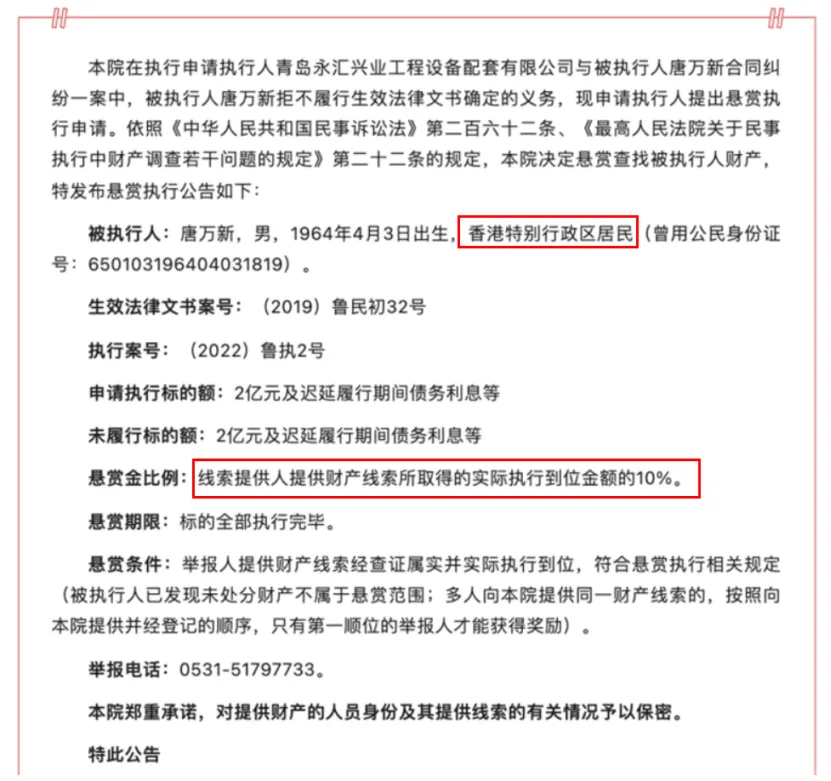 本院在执行申请执行人青岛永汇兴业工程设备配套有限公司与被执行人唐万新合同纠
纷一案中，被执行人唐万新拒不履行生效法律文书确定的义务，现申请执行人提出悬赏执
行申请。依照《中华人民共和国民事诉讼法》第二百六十二条、《最高人民法院关于民事
执行中财产调查若干问题的规定》第二十二条的规定，本院决定悬赏查找被执行人财产，
特发布悬赏执行公告如下：
被执行人：唐万新，男，1964年4月3日出生，香港特别行政区居民（曾用公民身份证
号：650103196404031819）。
生效法律文书案号：（2019）鲁民初32号
执行案号：（2022）鲁执2号
申请执行标的额：2亿元及迟延履行期间债务利息等
未履行标的额：2亿元及迟延履行期间债务利息等
悬赏金比例：线索提供人提供财产线索所取得的实际执行到位金额的10%。
悬赏期限：标的全部执行完毕。
悬赏条件：举报人提供财产线索经查证属实并实际执行到位，符合悬赏执行相关规定
（被执行人已发现未处分财产不属于悬赏范围；多人向本院提供同一财产线索的，按照向
本院提供并经登记的顺序，只有第一顺位的举报人才能获得奖励）。
举报电话：0531-51797733。
本院郑重承诺，对提供财产的人员身份及其提供线索的有关情况予以保密。
特此公告